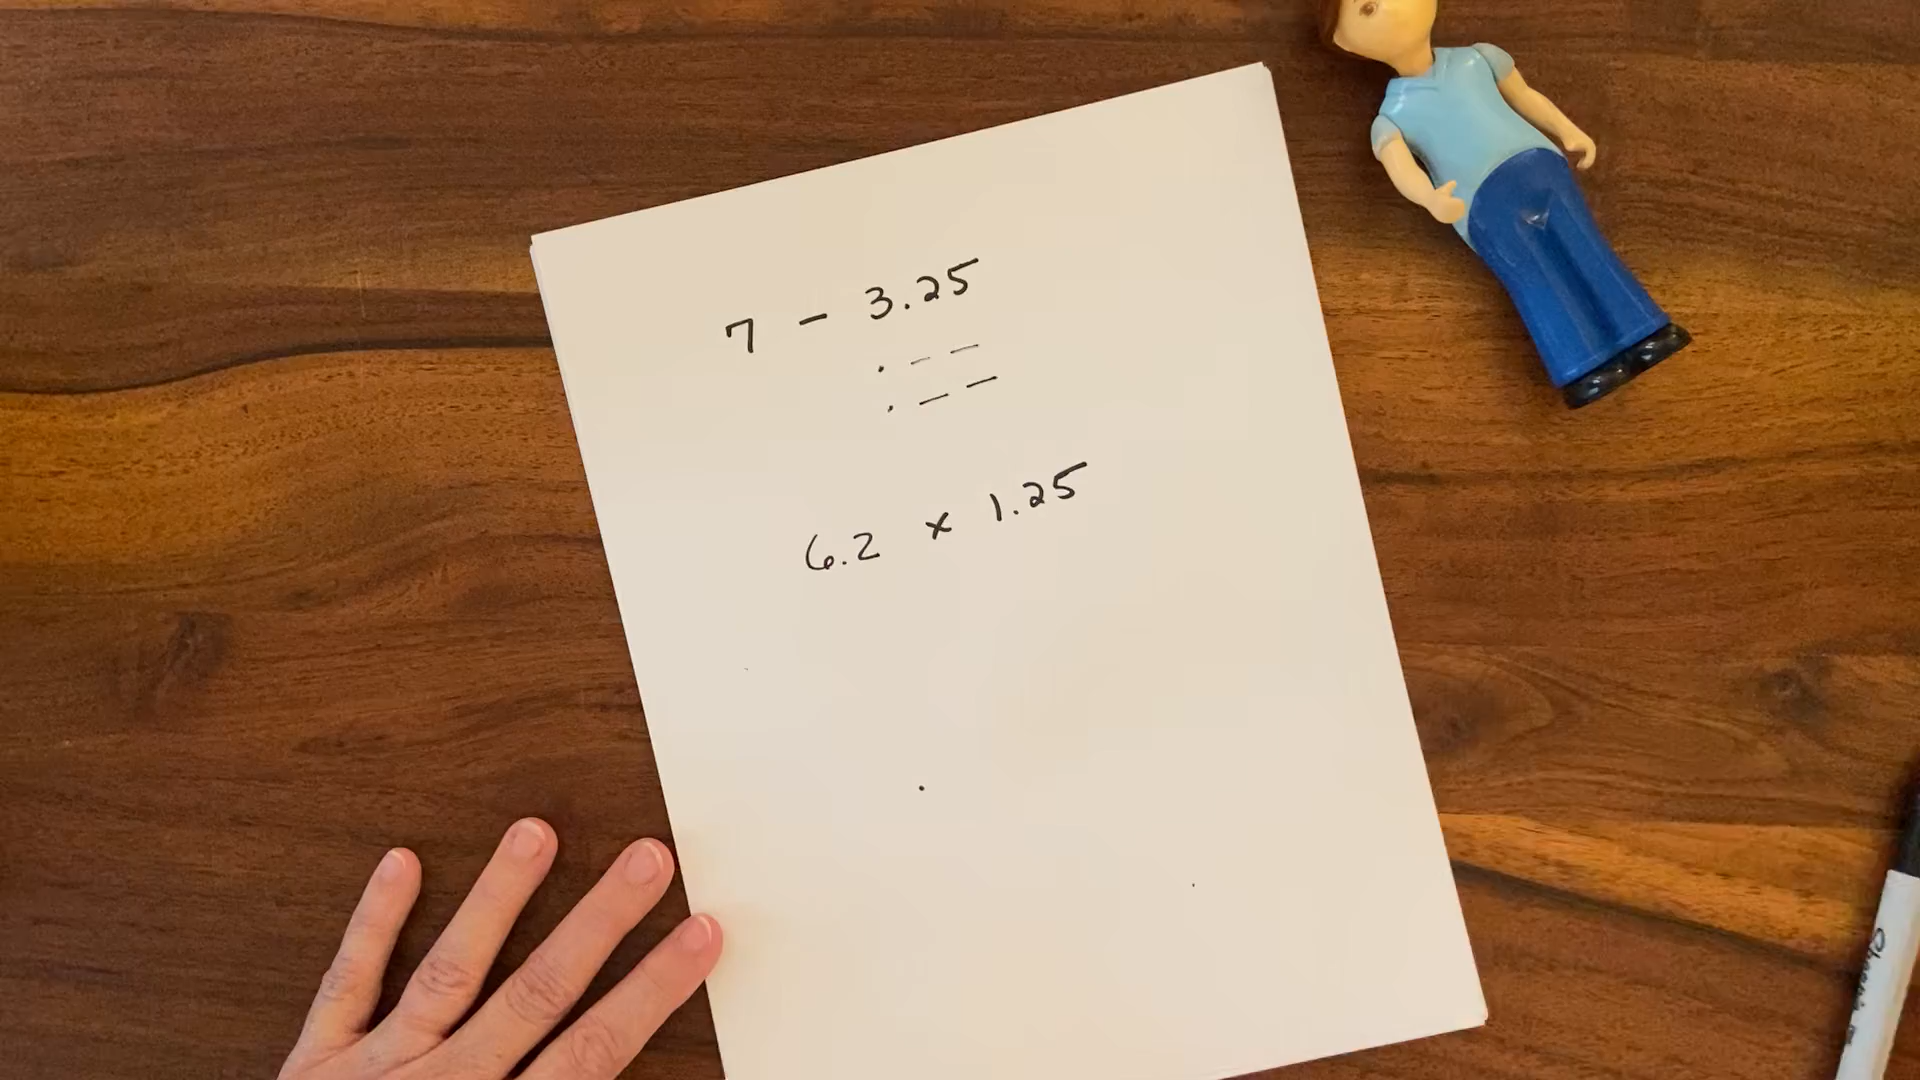 7 - 3.25
. _ _
. _ _
6.2 x 1.25